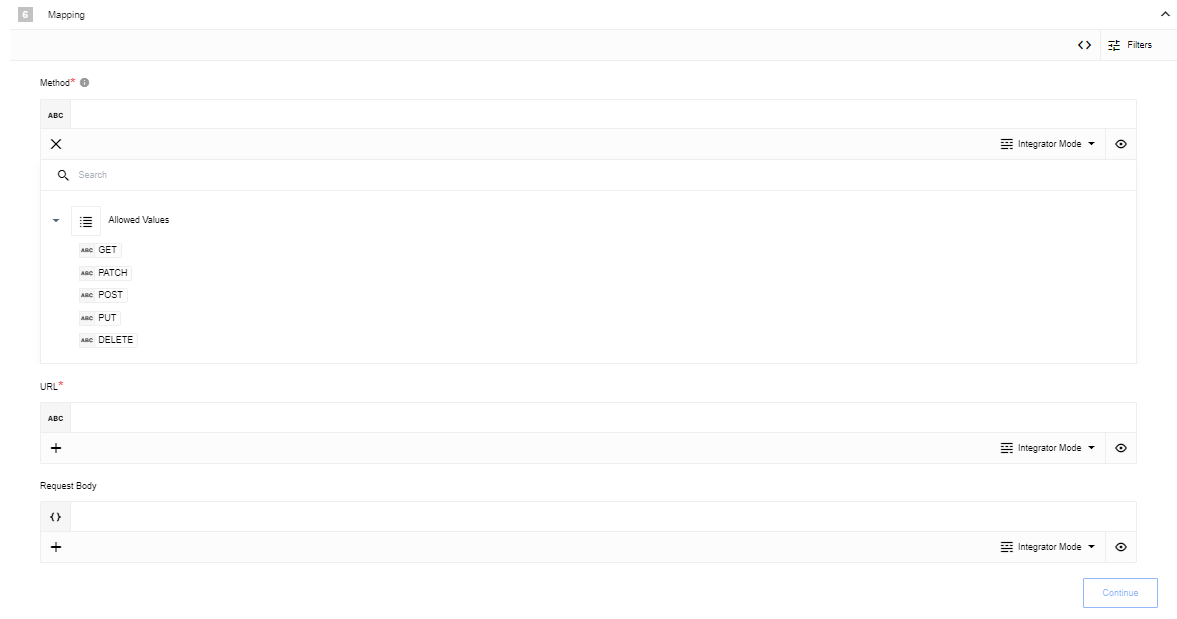 6 Mapping
Filters
Method*
ABC
Integrator Mode
Search
Allowed Values
ABC GET
ABC PATCH
ABC POST
ABC PUT
ABC DELETE
URL*
ABC
Integrator Mode
Request Body
{}
Integrator Mode
Continue